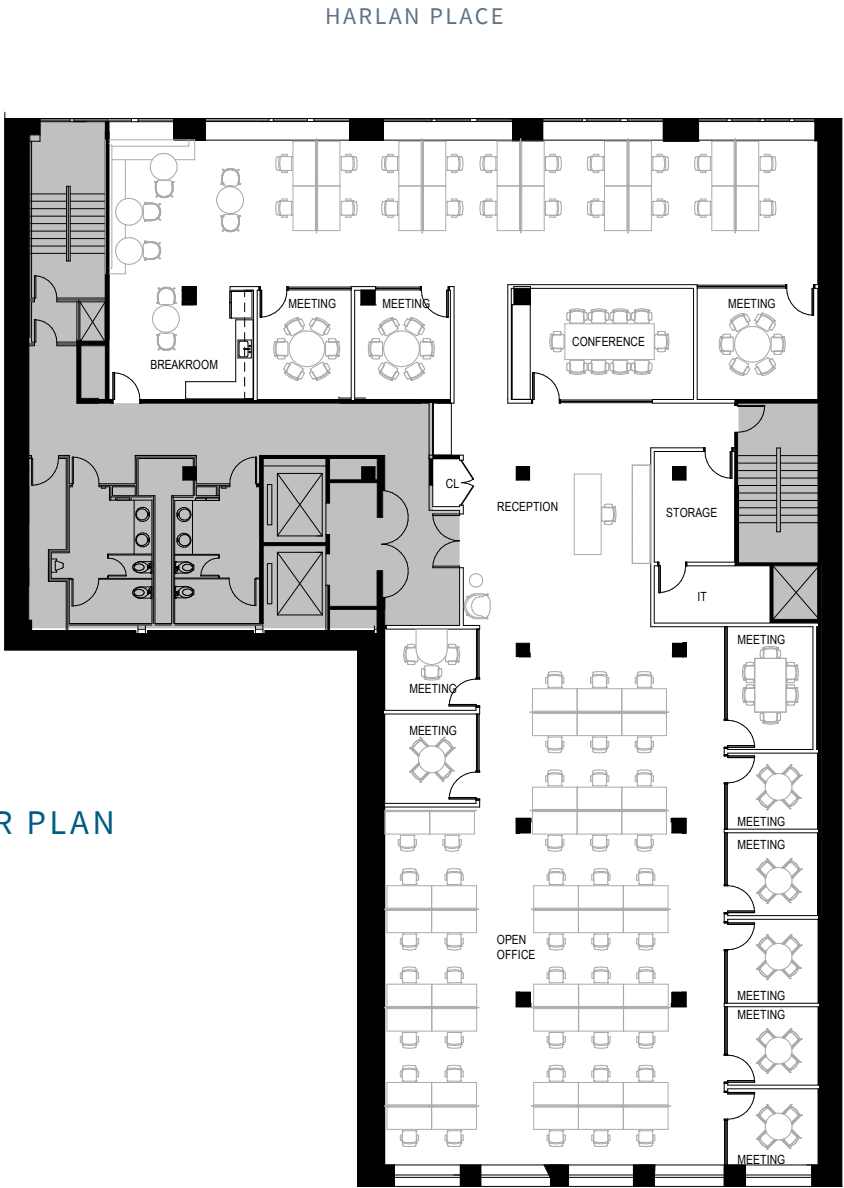 HARLAN PLACE
MEETING
MEETING
MEETING
CONFERENCE
BREAKROOM
CL
RECEPTION
STORAGE
IT
MEETING
MEETING
MEETING
MEETING
R PLAN
MEETING
OPEN
OFFICE
MEETING
MEETING
MEETING